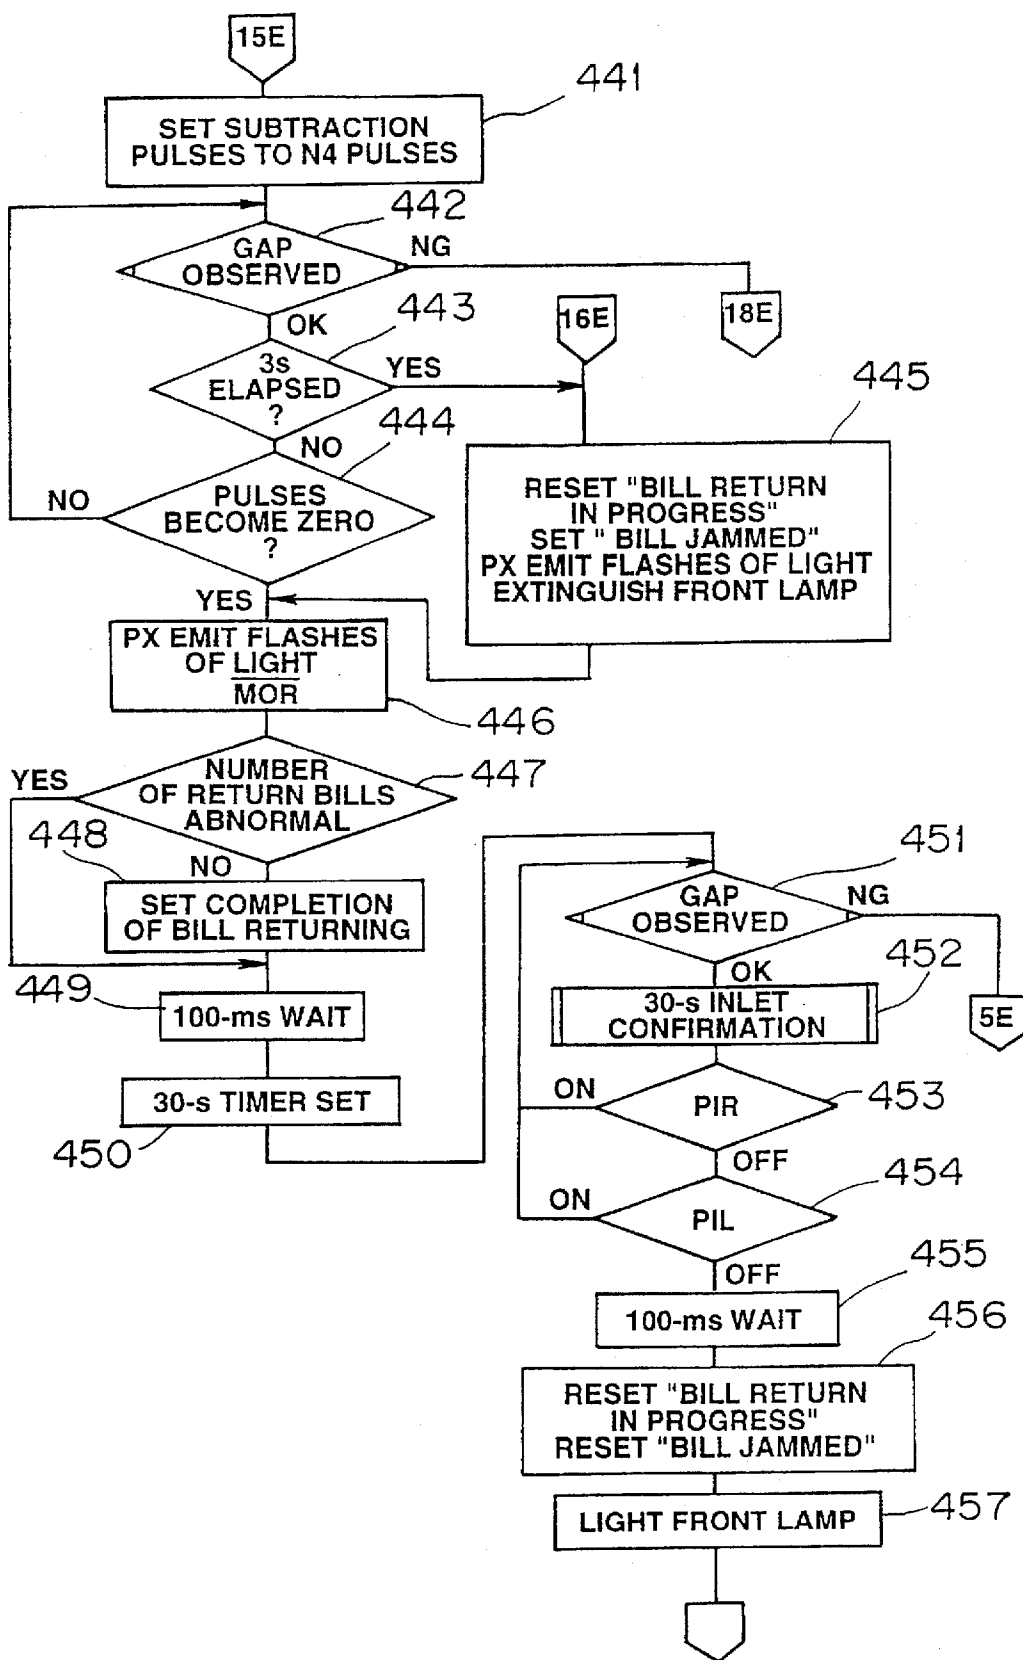 15E
441
SET SUBTRACTION
PULSES TO N4 PULSES
442
GAP
OBSERVED
NG
OK
443
16E
18E
3s
ELAPSED
?
YES
445
444
NO
NO
PULSES
BECOME ZERO
?
RESET "BILL RETURN
IN PROGRESS"
SET " BILL JAMMED"
PX EMIT FLASHES OF LIGHT
EXTINGUISH FRONT LAMP
YES
PX EMIT FLASHES
OF LIGHT
MOR
446
YES
NUMBER
OF RETURN BILLS
ABNORMAL
447
448
NO
SET COMPLETION
OF BILL RETURNING
449
100-ms WAIT
30-s TIMER SET
450
451
GAP
OBSERVED
NG
OK
452
30-s INLET
CONFIRMATION
5E
ON
PIR
453
OFF
454
ON
PIL
OFF
455
100-ms WAIT
456
RESET "BILL RETURN
IN PROGRESS"
RESET "BILL JAMMED"
LIGHT FRONT LAMP
457